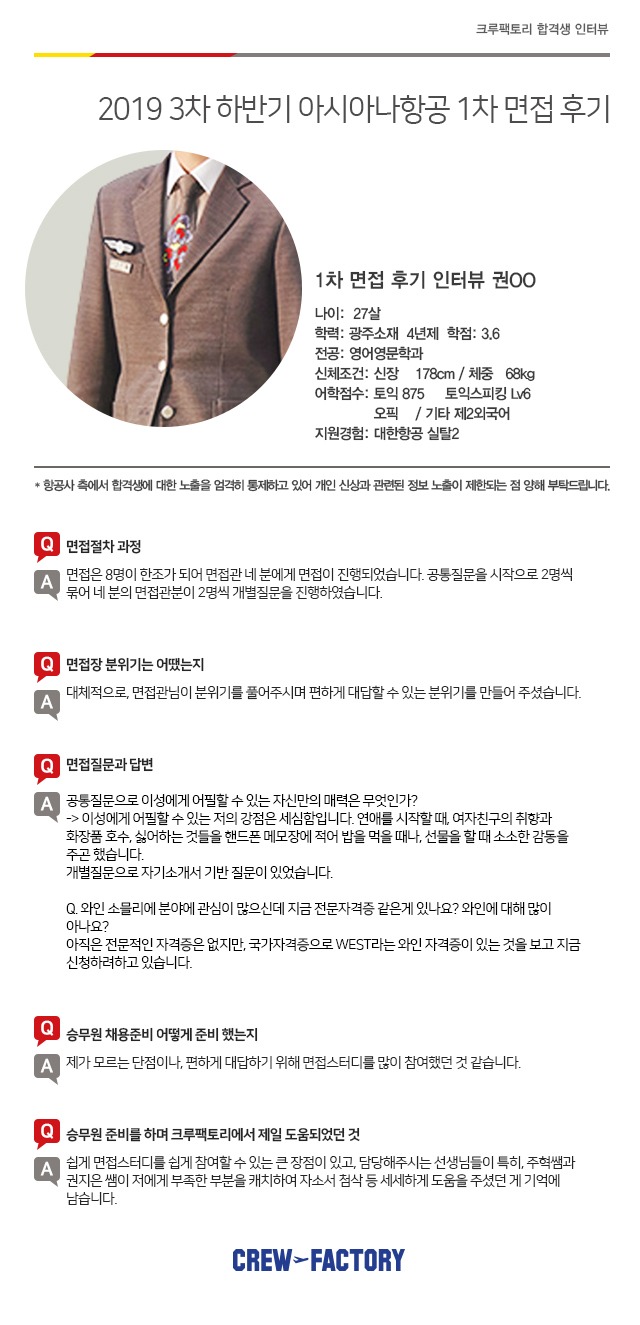 크루팩토리 합격생 인터뷰
2019 3차 하반기 아시아나항공 1차 면접 후기
1차 면접 후기 인터뷰 권OO
나이: 27살
학력: 광주소재 4년제 학점: 3.6
전공: 영어영문학과
신체조건: 신장 178cm / 체중 68kg
어학점수: 토익 875 토익스피킹 Lv6
오픽 / 기타 제2외국어
지원경험: 대한항공 실탈2
* 항공사 측에서 합격생에 대한 노출을 엄격히 통제하고 있어 개인 신상과 관련된 정보 노출이 제한되는 점 양해 부탁드립니다.
Q 면접절차 과정
A 면접은 8명이 한조가 되어 면접관 네 분에게 면접이 진행되었습니다. 공통질문을 시작으로 2명씩
묶어 네 분의 면접관분이 2명씩 개별질문을 진행하였습니다.
Q 면접장 분위기는 어땠는지
A 대체적으로, 면접관님이 분위기를 풀어주시며 편하게 대답할 수 있는 분위기를 만들어 주셨습니다.
Q 면접질문과 답변
A 공통질문으로 이성에게 어필할 수 있는 자신만의 매력은 무엇인가?
-> 이성에게 어필할 수 있는 저의 강점은 세심함입니다. 연애를 시작할 때, 여자친구의 취향과
화장품 호수, 싫어하는 것들을 핸드폰 메모장에 적어 밥을 먹을 때나, 선물을 할 때 소소한 감동을
주곤 했습니다.
개별질문으로 자기소개서 기반 질문이 있었습니다.
Q. 와인 소믈리에 분야에 관심이 많으신데 지금 전문자격증 같은게 있나요? 와인에 대해 많이
아나요?
아직은 전문적인 자격증은 없지만, 국가자격증으로 WEST라는 와인 자격증이 있는 것을 보고 지금
신청하려하고 있습니다.
Q 승무원 채용준비 어떻게 준비 했는지
A 제가 모르는 단점이나, 편하게 대답하기 위해 면접스터디를 많이 참여했던 것 같습니다.
Q 승무원 준비를 하며 크루팩토리에서 제일 도움되었던 것
A 쉽게 면접스터디를 쉽게 참여할 수 있는 큰 장점이 있고, 담당해주시는 선생님들이 특히, 주혁쌤과
권지은 쌤이 저에게 부족한 부분을 캐치하여 자소서 첨삭 등 세세하게 도움을 주셨던 게 기억에
남습니다.
CREW FACTORY